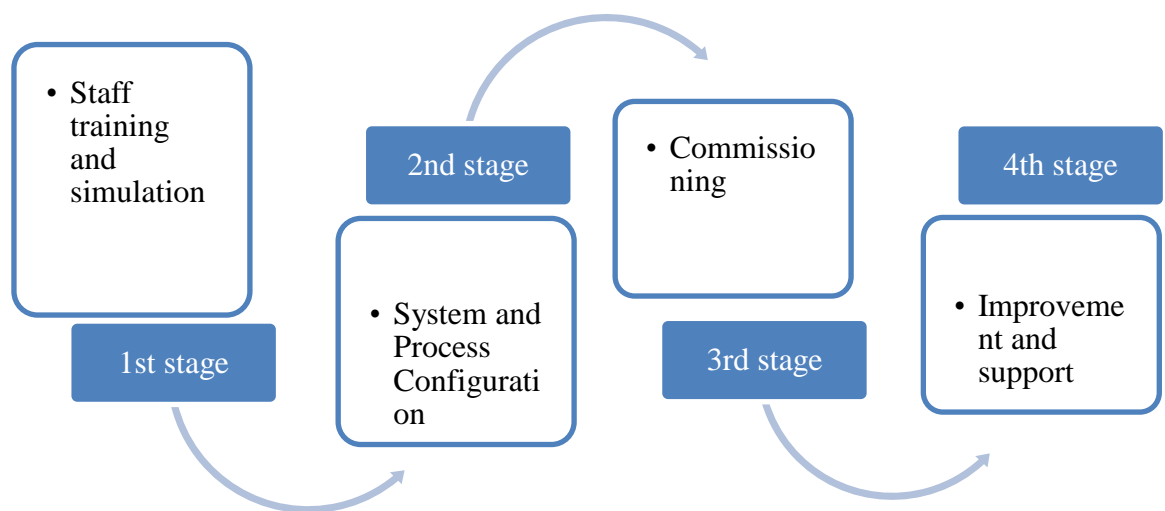 • Staff
training
and
simulation
1st stage
2nd stage
• System and
Process
Configurati
on
• Commissio
ning
3rd stage
4th stage
• Improveme
nt and
support